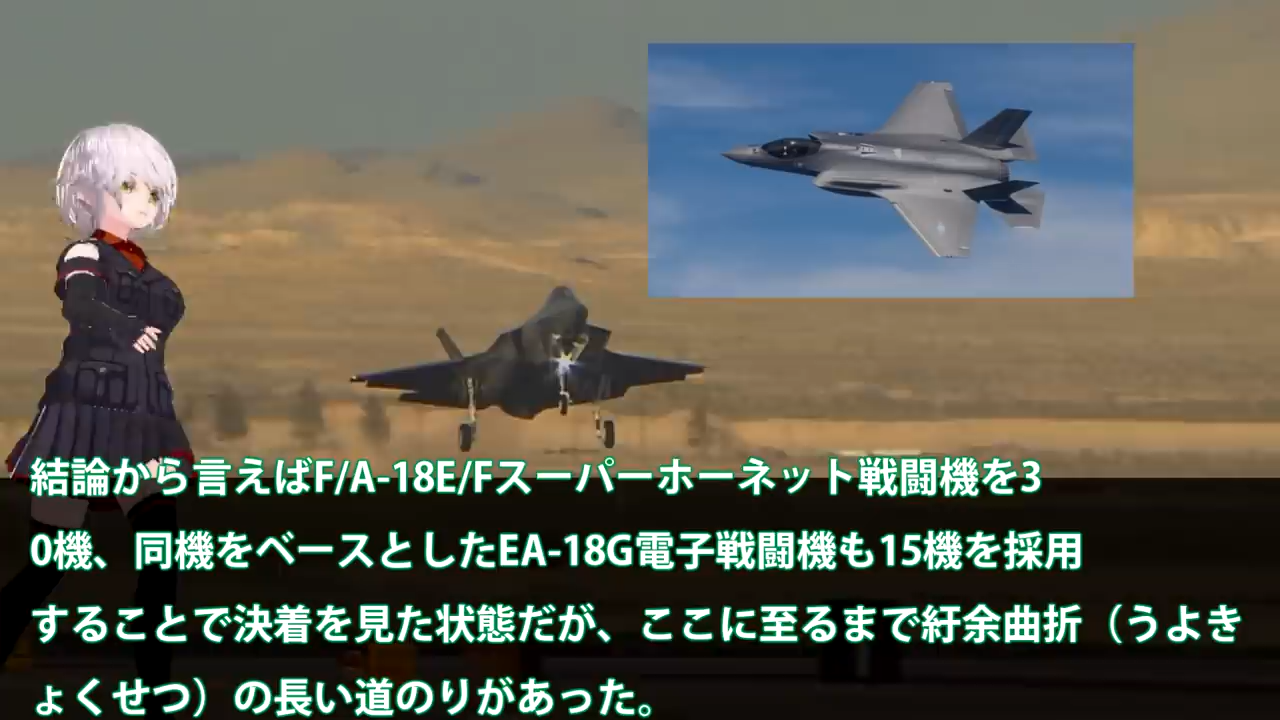 結論から言えばF/A-18E/Fスーパーホーネット戦闘機を3
0機、同機をベースとしたEA-18G電子戦闘機も15機を採用
することで決着を見た状態だが、ここに至るまで紆余曲折（うよき
ょくせつ）の長い道のりがあった。